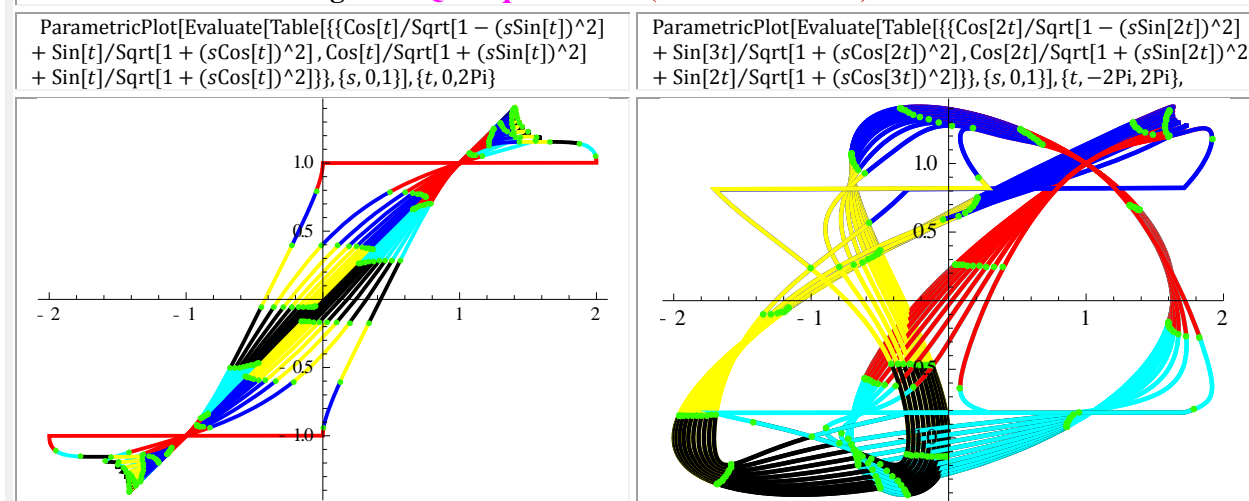 ParametricPlot[Evaluate[Table[{{Cos[t]/Sqrt[1 − (sSin[t])^2]
+ Sin[t]/Sqrt[1 + (sCos[t])^2] , Cos[t]/Sqrt[1 + (sSin[t])^2]
+ Sin[t]/Sqrt[1 + (sCos[t])^2]}}, {s, 0,1}], {t, 0,2Pi}
ParametricPlot[Evaluate[Table[{{Cos[2t]/Sqrt[1 − (sSin[2t])^2]
+ Sin[3t]/Sqrt[1 + (sCos[2t])^2] , Cos[2t]/Sqrt[1 + (sSin[2t])^2
+ Sin[2t]/Sqrt[1 + (sCos[3t])^2]}}, {s, 0,1}], {t, −2Pi, 2Pi},
1.0
0.5
- 2
- 1
1
2
- 0.5
- 1.0
1.0
0.5
- 2
- 1
1
2